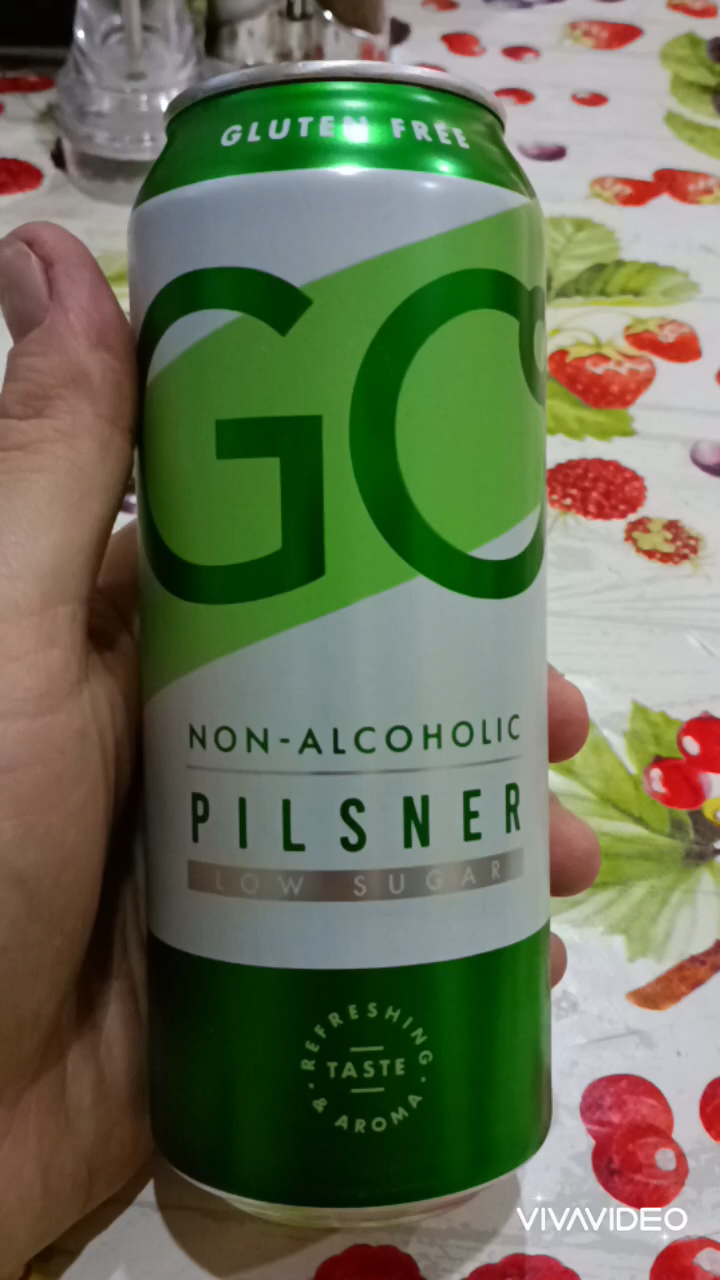 GLUTEN FREE
GO
NON-ALCOHOLIC
PILSNER
LOW SUGAR
REFRESHING
TASTE
& AROMA
VIVAVIDEO